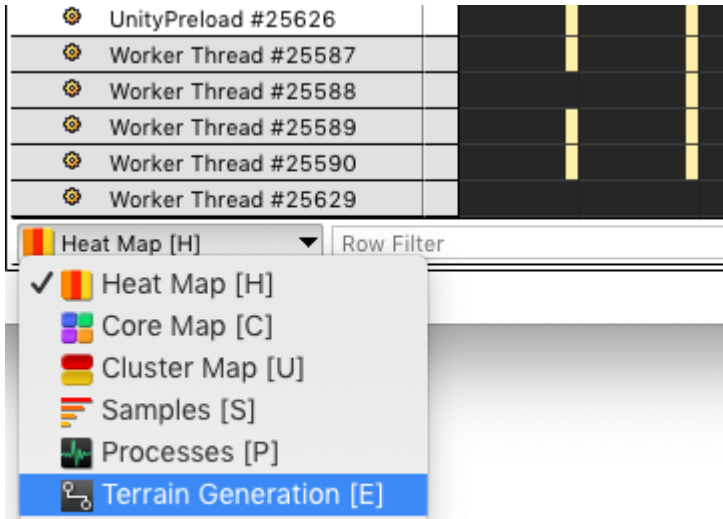 UnityPreload #25626
Worker Thread #25587
Worker Thread #25588
Worker Thread #25589
Worker Thread #25590
Worker Thread #25629
Heat Map [H] Row Filter
Heat Map [H]
Core Map [C]
Cluster Map [U]
Samples [S]
Processes [P]
Terrain Generation [E]